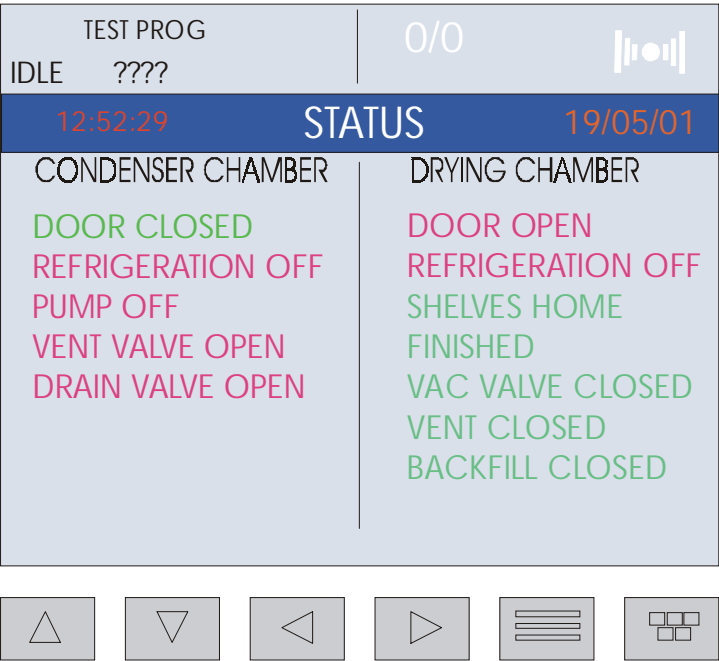 TEST PROG
0/0
IDLE ????
12:52:29 STATUS 19/05/01
CONDENSER CHAMBER
DOOR CLOSED
REFRIGERATION OFF
PUMP OFF
VENT VALVE OPEN
DRAIN VALVE OPEN
DRYING CHAMBER
DOOR OPEN
REFRIGERATION OFF
SHELVES HOME
FINISHED
VAC VALVE CLOSED
VENT CLOSED
BACKFILL CLOSED